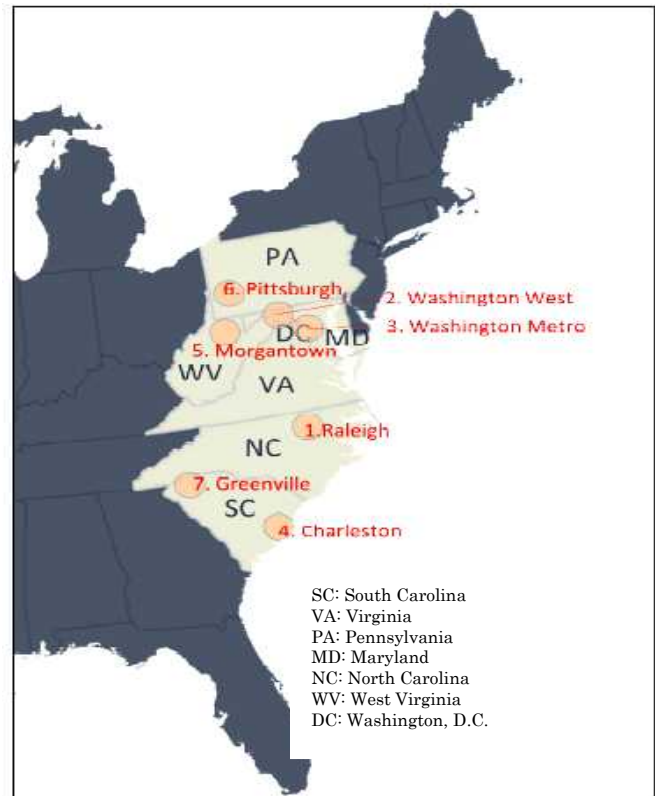 PA
6. Pittsburgh
2. Washington West
DC
MD
3. Washington Metro
5. Morgantown
WV
VA
1.Raleigh
NC
7. Greenville
SC
4. Charleston
SC: South Carolina
VA: Virginia
PA: Pennsylvania
MD: Maryland
NC: North Carolina
WV: West Virginia
DC: Washington, D.C.